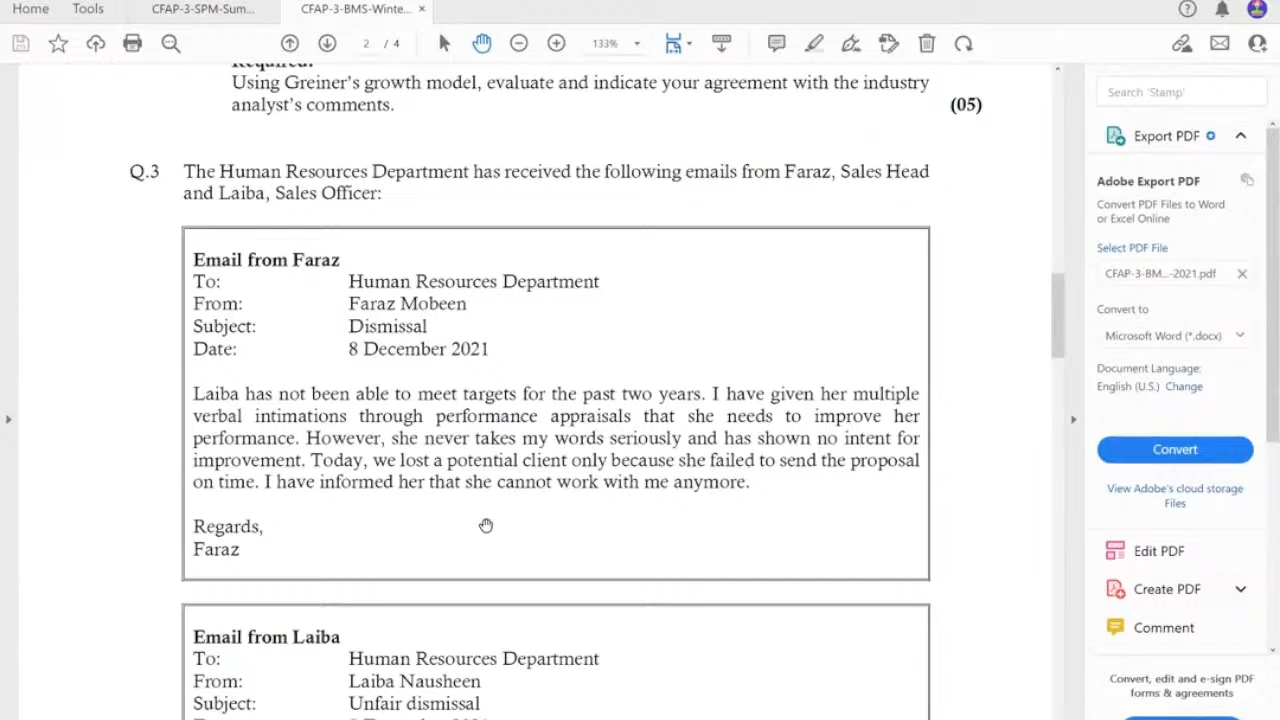 Home Tools CFAP-3-SPM-Sum... CFAP-3-BMS-Winte... ×
2 / 4 133%
Required:
Using Greiner's growth model, evaluate and indicate your agreement with the industry
analyst's comments. (05)
Q.3 The Human Resources Department has received the following emails from Faraz, Sales Head
and Laiba, Sales Officer:
Email from Faraz
To: Human Resources Department
From: Faraz Mobeen
Subject: Dismissal
Date: 8 December 2021
Laiba has not been able to meet targets for the past two years. I have given her multiple
verbal intimations through performance appraisals that she needs to improve her
performance. However, she never takes my words seriously and has shown no intent for
improvement. Today, we lost a potential client only because she failed to send the proposal
on time. I have informed her that she cannot work with me anymore.
Regards,
Faraz
Email from Laiba
To: Human Resources Department
From: Laiba Nausheen
Subject: Unfair dismissal
Search 'Stamp'
Export PDF
Adobe Export PDF
Convert PDF Files to Word
or Excel Online
Select PDF File
CFAP-3-BM...-2021.pdf
Convert to
Microsoft Word (*.docx)
Document Language:
English (U.S.) Change
Convert
View Adobe's cloud storage
Files
Edit PDF
Create PDF
Comment
Convert, edit and e-sign PDF
forms & agreements